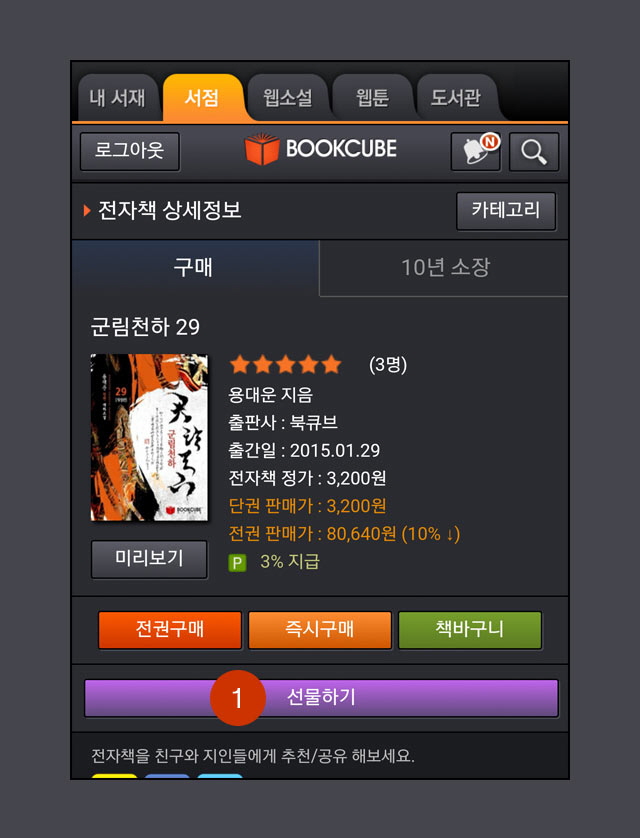 내 서재 서점 웹소설 웹툰 도서관
로그아웃 BOOKCUBE N
전자책 상세정보 카테고리
구매 10년 소장
군림천하 29
(3명)
용대운 지음
출판사 : 북큐브
출간일 : 2015.01.29
전자책 정가 : 3,200원
단권 판매가 : 3,200원
전권 판매가 : 80,640원 (10% ↓)
P 3% 지급
29
군림천하
BOOKCUBE
미리보기
전권구매 즉시구매 책바구니
1 선물하기
전자책을 친구와 지인들에게 추천/공유 해보세요.